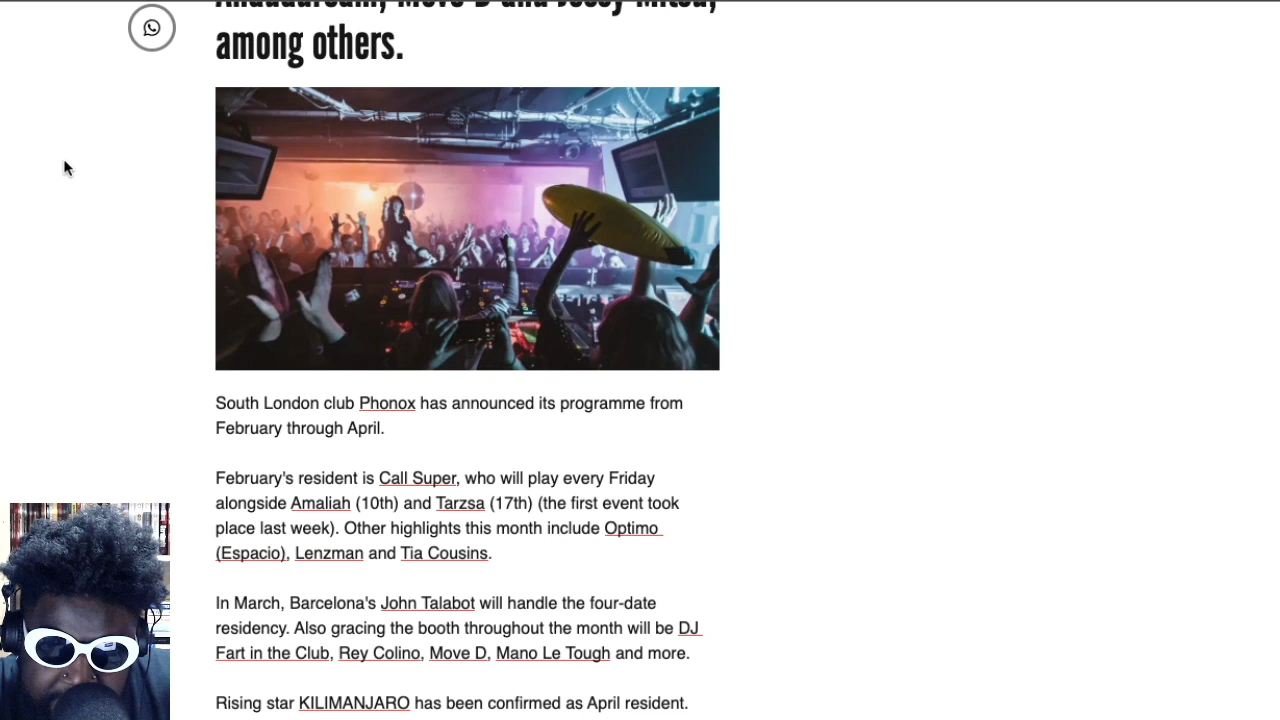 among others.
South London club Phonox has announced its programme from
February through April.
February's resident is Call Super, who will play every Friday
alongside Amaliah (10th) and Tarzsa (17th) (the first event took
place last week). Other highlights this month include Optimo
(Espacio), Lenzman and Tia Cousins.
In March, Barcelona's John Talabot will handle the four-date
residency. Also gracing the booth throughout the month will be DJ
Fart in the Club, Rey Colino, Move D, Mano Le Tough and more.
Rising star KILIMANJARO has been confirmed as April resident.